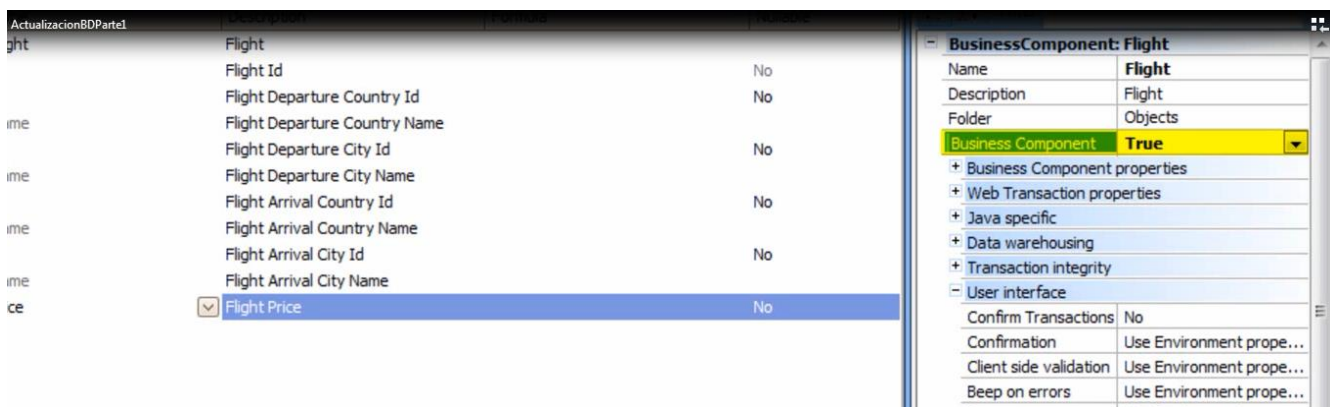 ActualizacionBDParte1
Description Formula Nullable
ght Flight
Flight Id No
Flight Departure Country Id No
me Flight Departure Country Name
Flight Departure City Id No
me Flight Departure City Name
Flight Arrival Country Id No
me Flight Arrival Country Name
Flight Arrival City Id No
me Flight Arrival City Name
ce Flight Price No
BusinessComponent: Flight
Name Flight
Description Flight
Folder Objects
Business Component True
Business Component properties
Web Transaction properties
Java specific
Data warehousing
Transaction integrity
User interface
Confirm Transactions No
Confirmation Use Environment prope...
Client side validation Use Environment prope...
Beep on errors Use Environment prope...